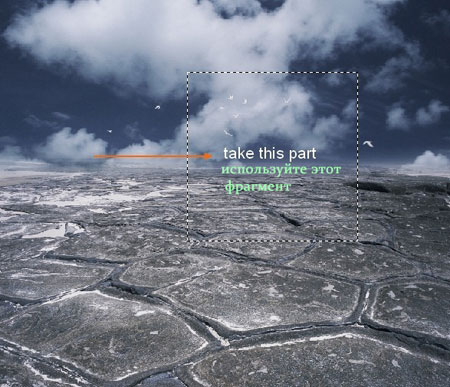 take this part
используйте этот
фрагмент